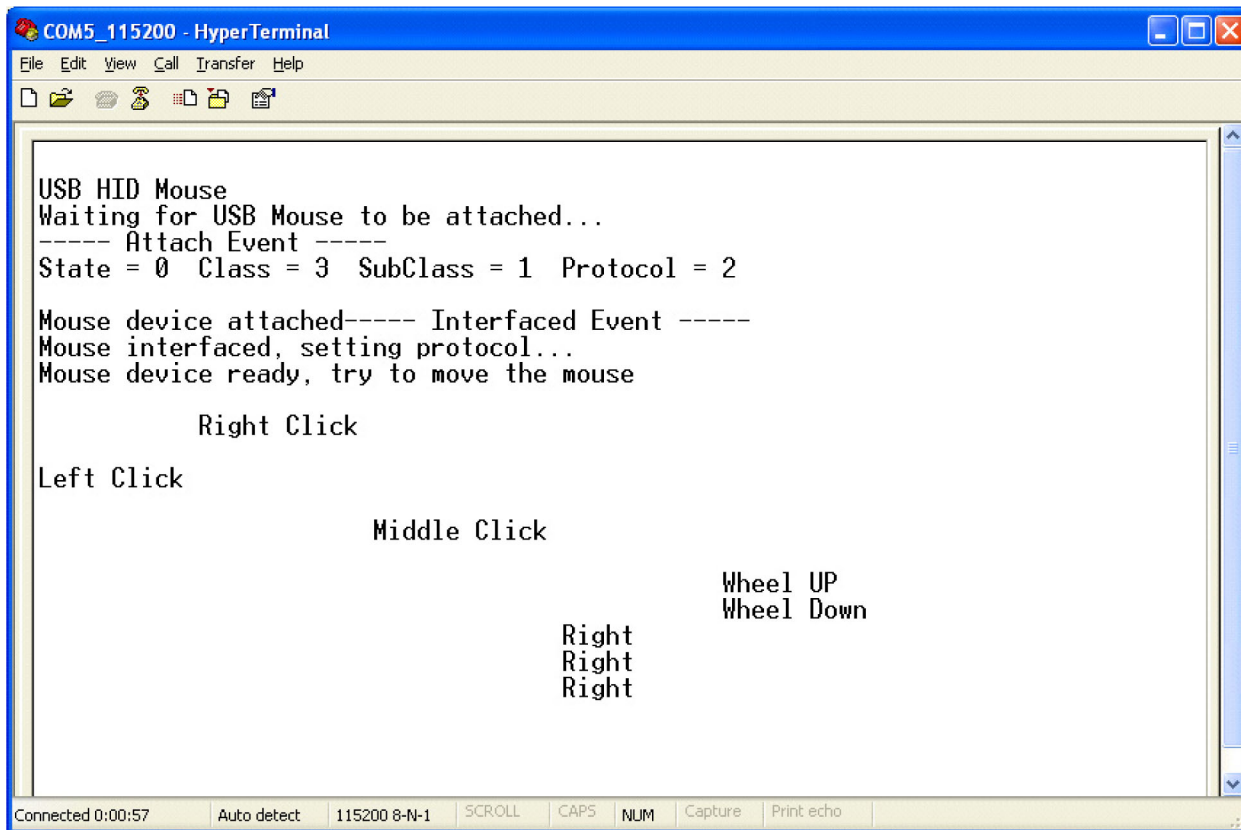 COM5_115200 - HyperTerminal
File Edit View Call Transfer Help
USB HID Mouse
Waiting for USB Mouse to be attached...
----- Attach Event -----
State = 0  Class = 3  SubClass = 1  Protocol = 2
Mouse device attached----- Interfaced Event -----
Mouse interfaced, setting protocol...
Mouse device ready, try to move the mouse
Right Click
Left Click
Middle Click
Wheel UP
Wheel Down
Right
Right
Right
Connected 0:00:57 Auto detect 115200 8-N-1 SCROLL CAPS NUM Capture Print echo